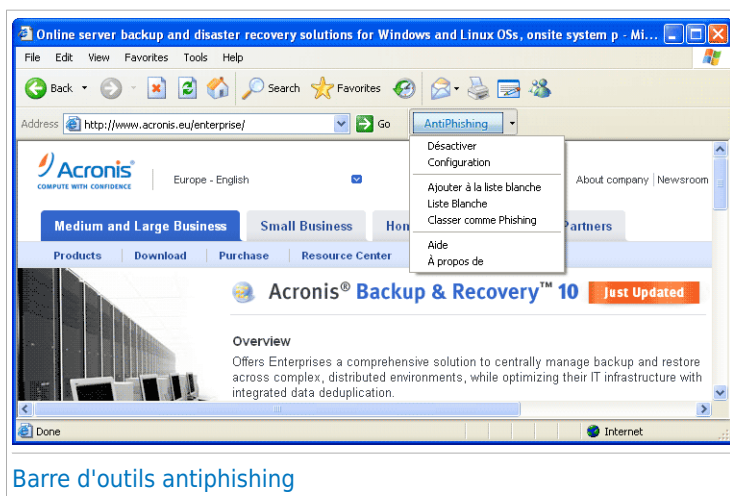 Online server backup and disaster recovery solutions for Windows and Linux OSs, onsite system p - Mi...
File Edit View Favorites Tools Help
Back Search Favorites
Address http://www.acronis.eu/enterprise/ Go AntiPhishing
Désactiver
Configuration
Ajouter à la liste blanche
Liste Blanche
Classer comme Phishing
Aide
À propos de
Acronis®
COMPUTE WITH CONFIDENCE
Europe - English
About company Newsroom
Medium and Large Business Small Business Hon Partners
Products Download Purchase Resource Center
Acronis® Backup & Recovery™ 10 Just Updated
Overview
Offers Enterprises a comprehensive solution to centrally manage backup and restore
across complex, distributed environments, while optimizing their IT infrastructure with
integrated data deduplication.
Done Internet
Barre d'outils antiphishing